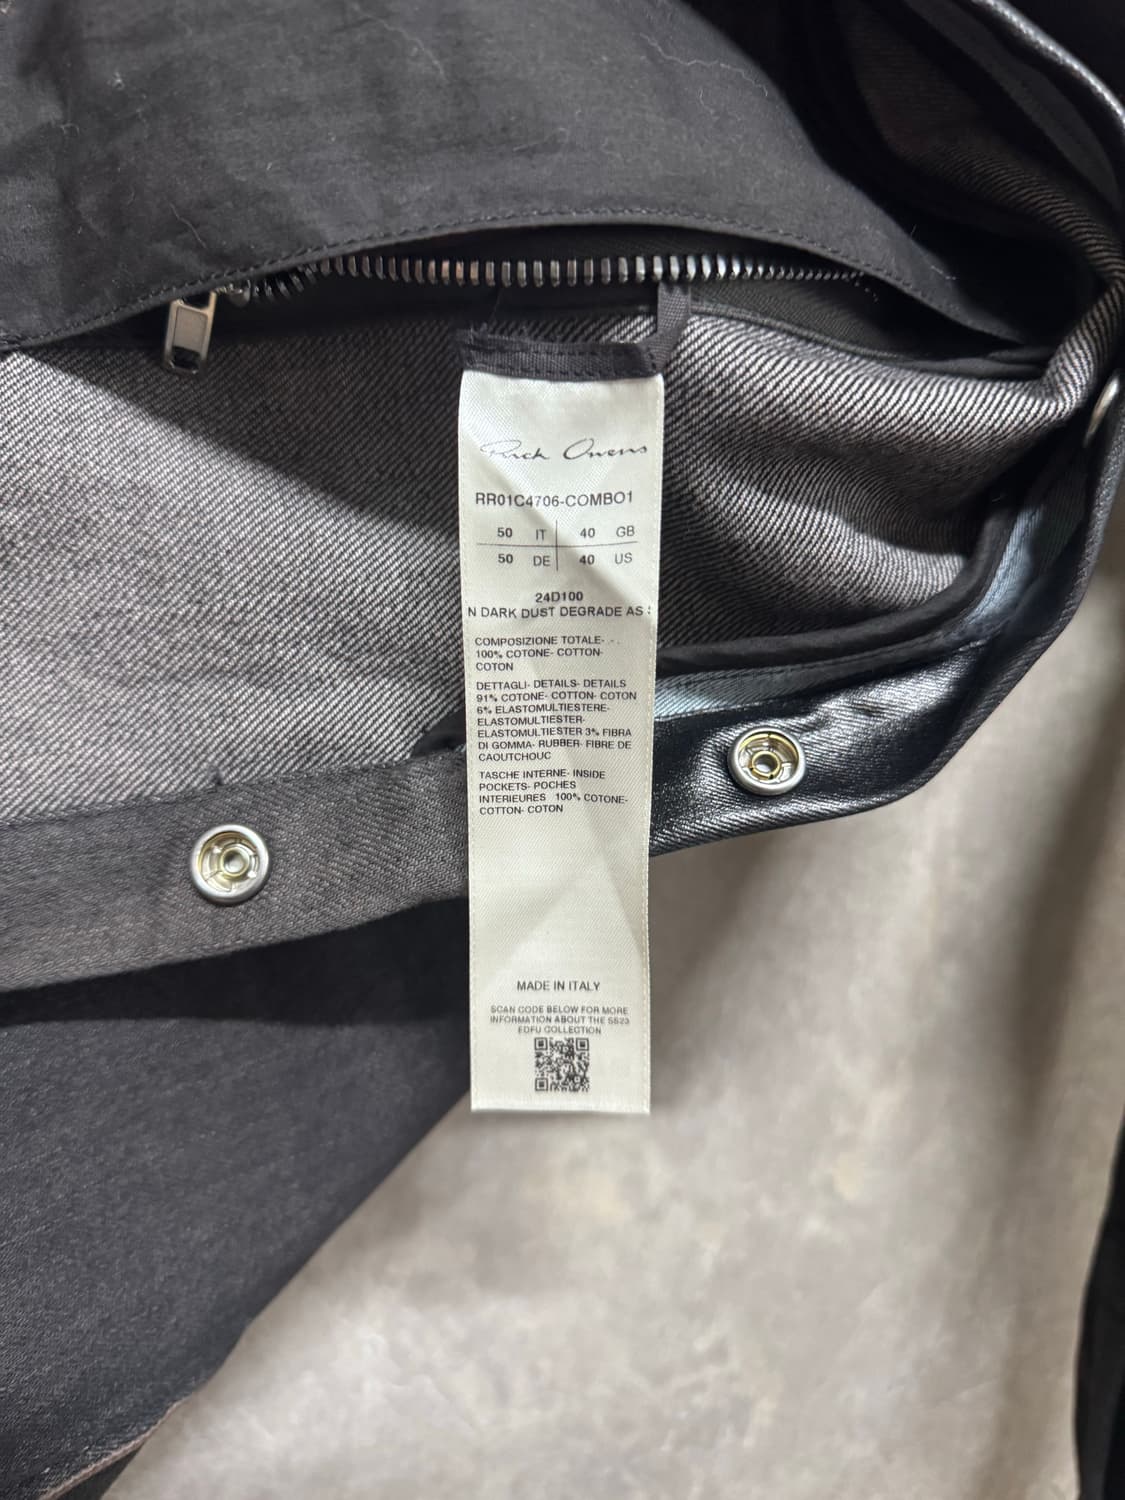 Rick Owens
RR01C4706-COMBO1
50 IT 40 GB
50 DE 40 US
24D100
N DARK DUST DEGRADE AS
COMPOSIZIONE TOTALE- - .
100% COTONE- COTTON-
COTON
DETTAGLI- DETAILS- DETAILS
91% COTONE- COTTON- COTON
6% ELASTOMULTIESTERE-
ELASTOMULTIESTER-
ELASTOMULTIESTER 3% FIBRA
DI GOMMA- RUBBER- FIBRE DE
CAOUTCHOUC
TASCHE INTERNE- INSIDE
POCKETS- POCHES
INTERIEURES 100% COTONE-
COTTON- COTON
MADE IN ITALY
SCAN CODE BELOW FOR MORE
INFORMATION ABOUT THE SS23
EDFU COLLECTION